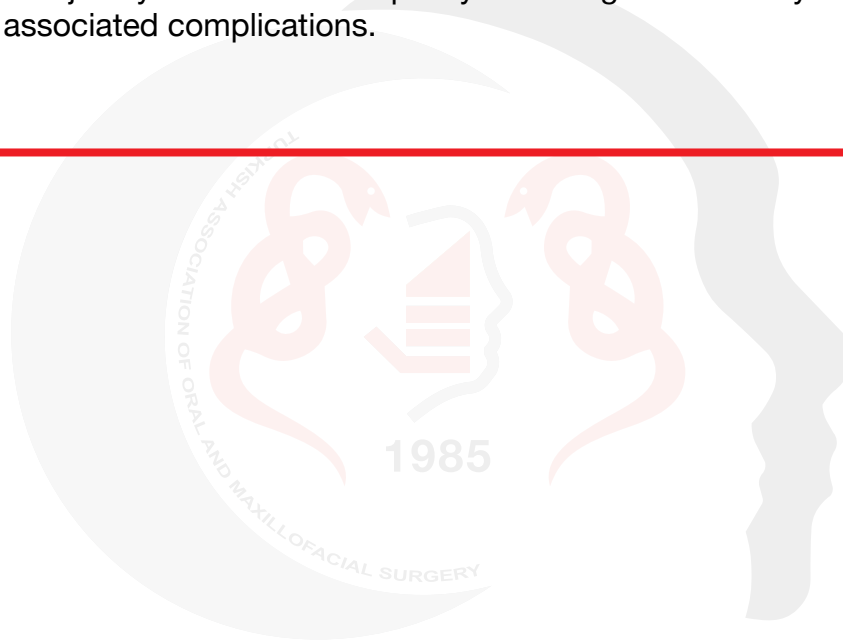 associated complications.
TURKISH ASSOCIATION OF ORAL AND MAXILLOFACIAL SURGERY
1985